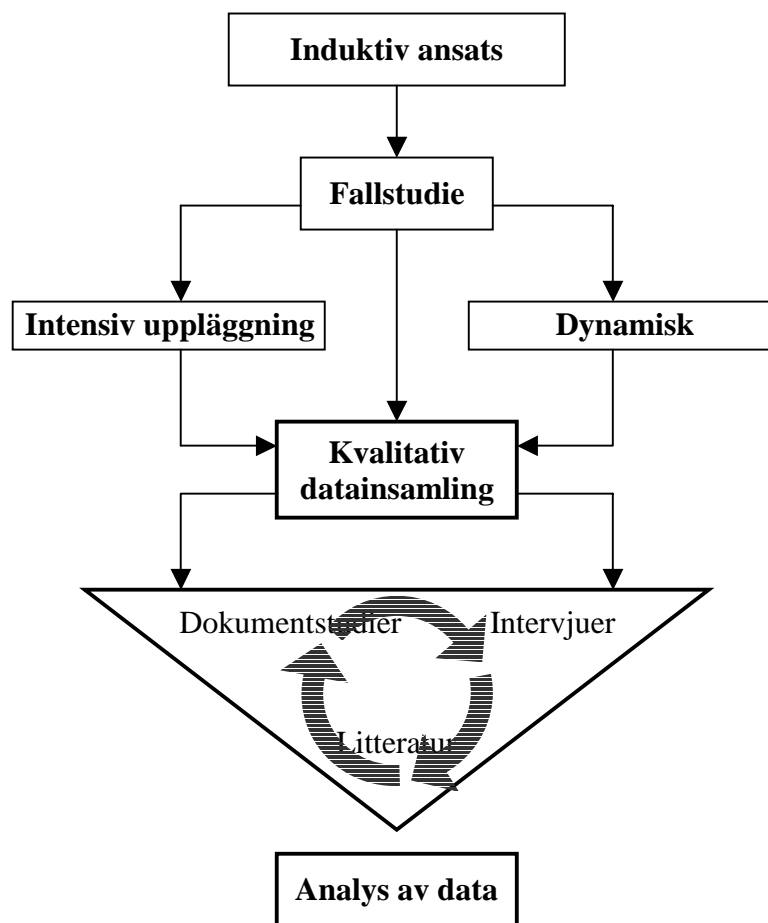 Induktiv ansats
Fallstudie
Intensiv uppläggning
Dynamisk
Kvalitativ
datainsamling
Dokumentstudier
Intervjuer
Litteratur
Analys av data